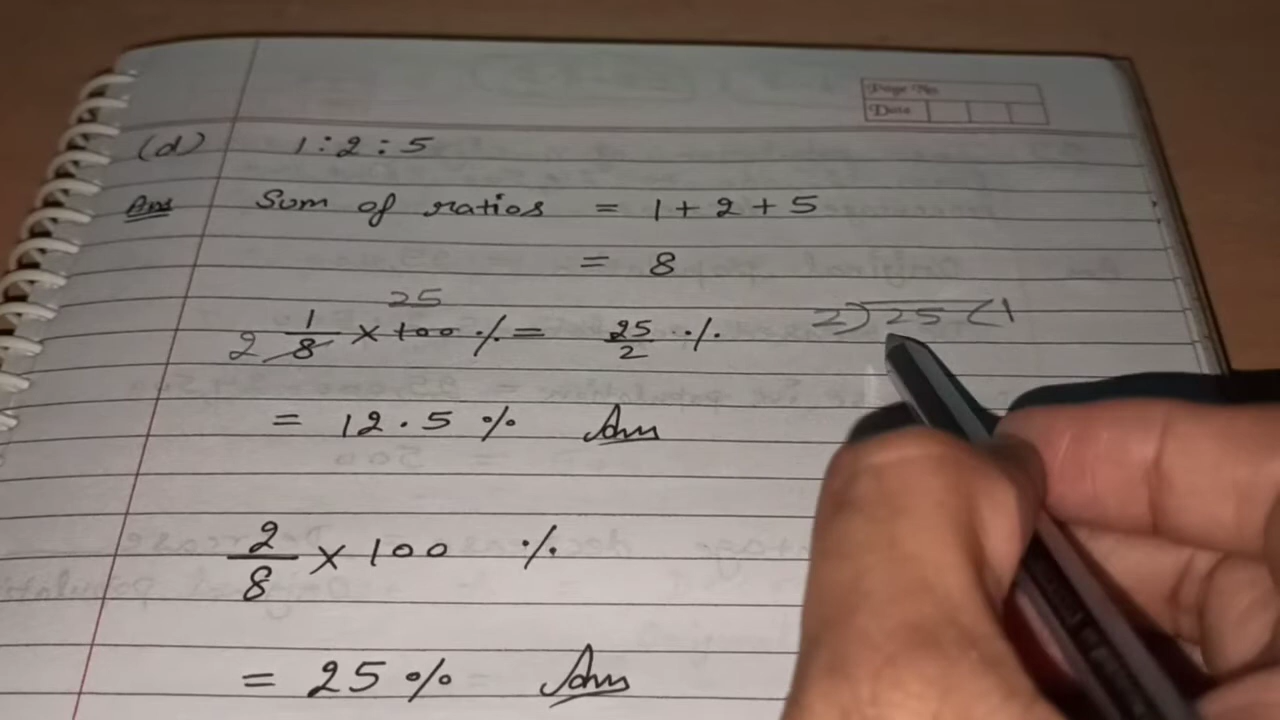 Page No.
Date
(d) 1 : 2 : 5
Ans Sum of ratios = 1 + 2 + 5
= 8
25
2 1/8 × 100 % = 25/2 % 2) 25 (1
= 12.5 % Ans
2/8 × 100 %
= 25 % Ans